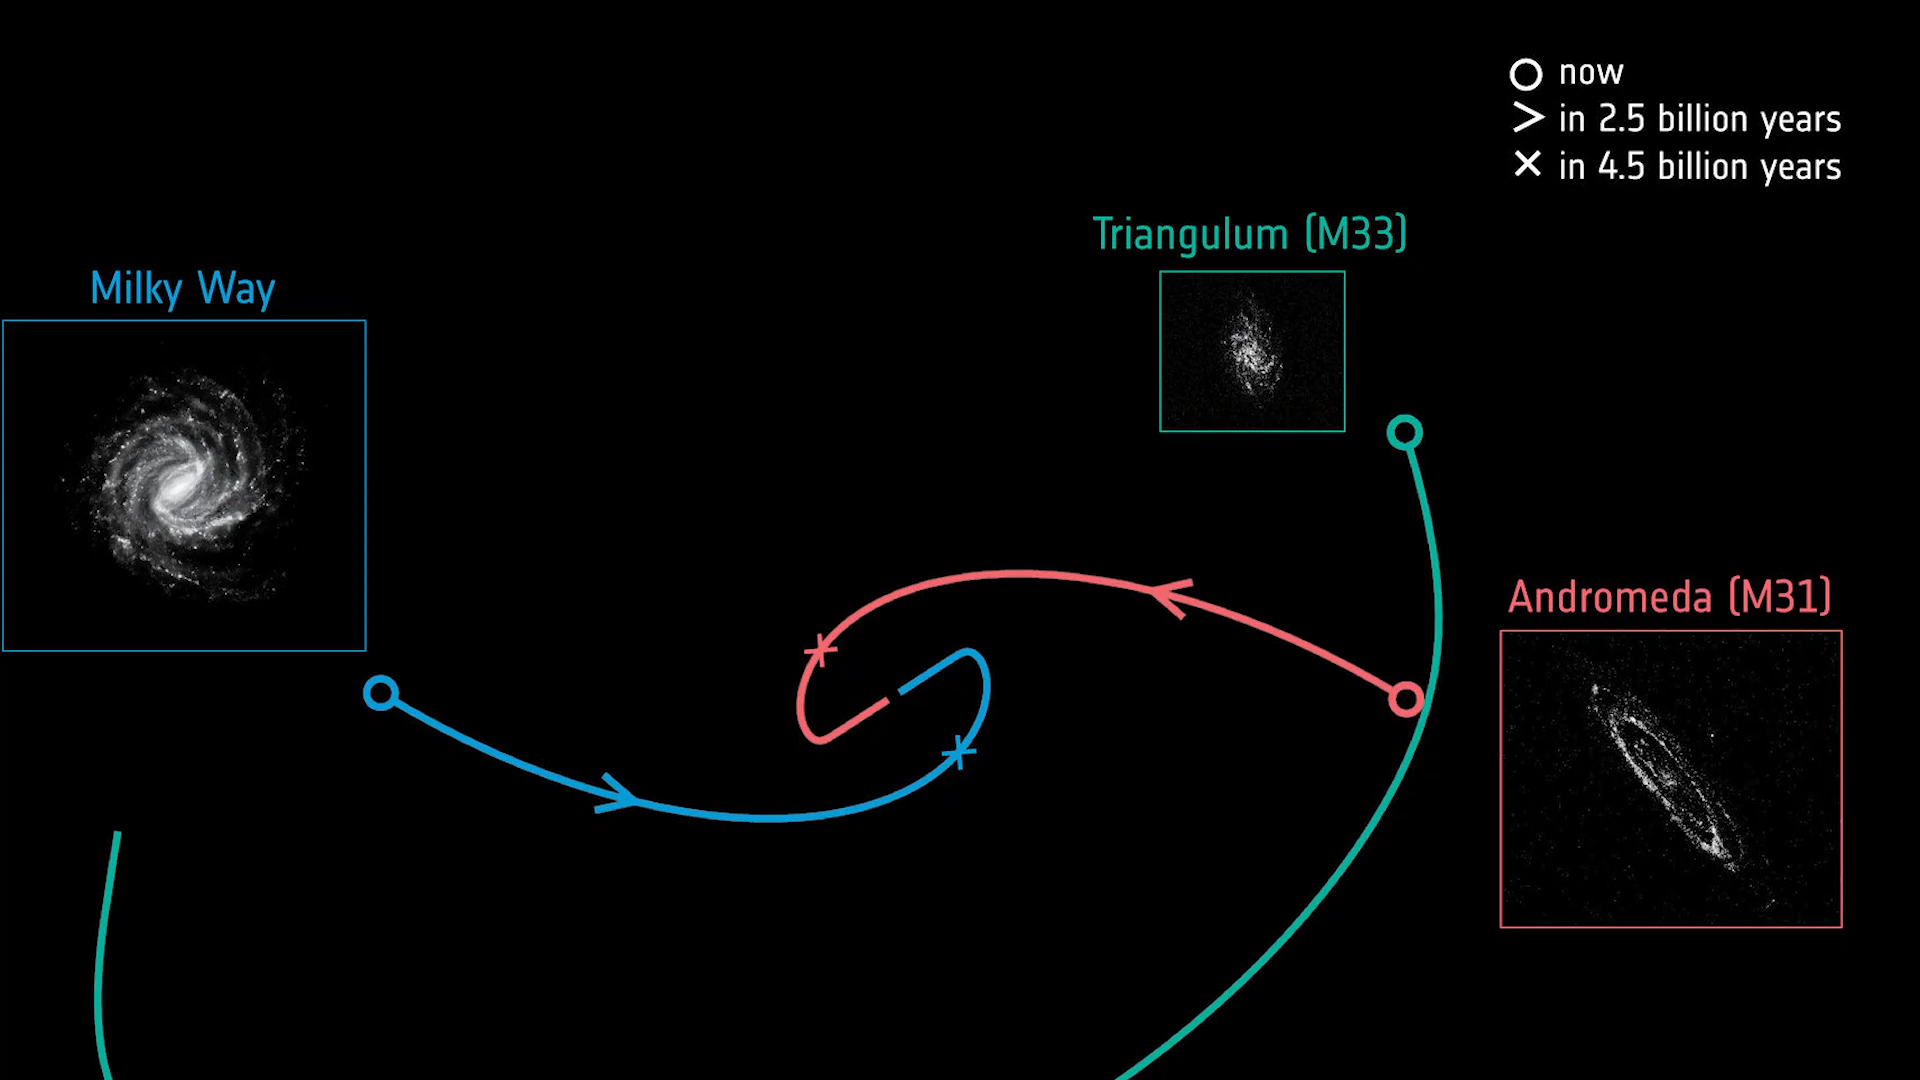 now
in 2.5 billion years
in 4.5 billion years
Triangulum (M33)
Milky Way
Andromeda (M31)